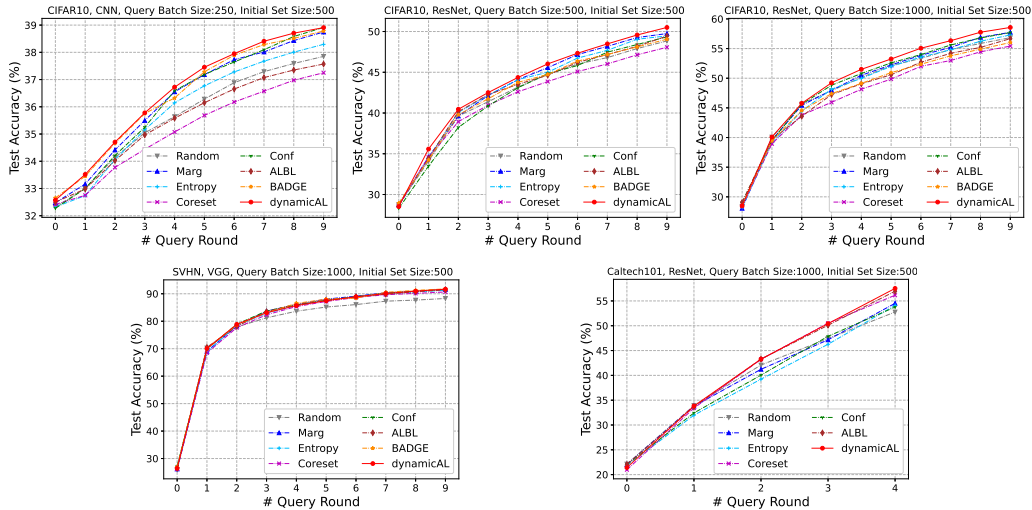 CIFAR10, CNN, Query Batch Size:250, Initial Set Size:500
Test Accuracy (%)
39
38
37
36
35
34
33
32
0 1 2 3 4 5 6 7 8 9
# Query Round
Random
Marg
Entropy
Coreset
Conf
ALBL
BADGE
dynamicAL
CIFAR10, ResNet, Query Batch Size:500, Initial Set Size:500
Test Accuracy (%)
50
45
40
35
30
0 1 2 3 4 5 6 7 8 9
# Query Round
Random
Marg
Entropy
Coreset
Conf
ALBL
BADGE
dynamicAL
CIFAR10, ResNet, Query Batch Size:1000, Initial Set Size:500
Test Accuracy (%)
60
55
50
45
40
35
30
0 1 2 3 4 5 6 7 8 9
# Query Round
Random
Marg
Entropy
Coreset
Conf
ALBL
BADGE
dynamicAL
SVHN, VGG, Query Batch Size:1000, Initial Set Size:500
Test Accuracy (%)
90
80
70
60
50
40
30
0 1 2 3 4 5 6 7 8 9
# Query Round
Random
Marg
Entropy
Coreset
Conf
ALBL
BADGE
dynamicAL
Caltech101, ResNet, Query Batch Size:1000, Initial Set Size:500
Test Accuracy (%)
55
50
45
40
35
30
25
20
0 1 2 3 4
# Query Round
Random
Marg
Entropy
Coreset
Conf
ALBL
dynamicAL